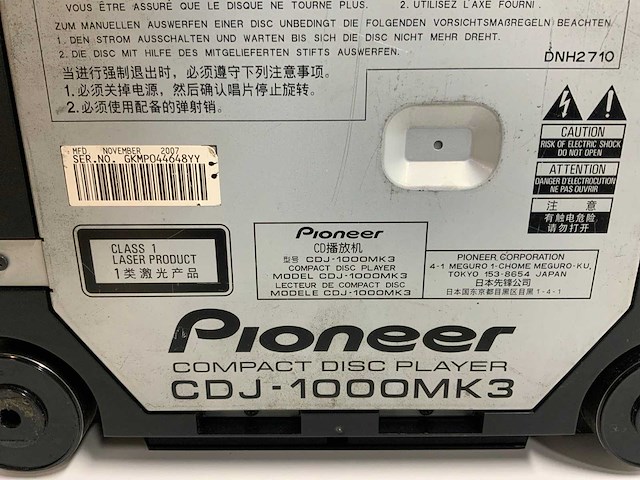 VOUS ÊTRE ASSURÉ QUE LE DISQUE NE TOURNE PLUS. 2. UTILISEZ L'AXE FOURNI.
ZUM MANUELLEN AUSWERFEN EINER DISC UNBEDINGT DIE FOLGENDEN VORSICHTSMAßREGELN BEACHTEN
1. DEN STROM AUSSCHALTEN UND WARTEN BIS SICH DIE DISC NICHT MEHR DREHT.
2. DIE DISC MIT HILFE DES MITGELIEFERTEN STIFTS AUSWERFEN.
DNH2710
当进行强制退出时，必须遵守下列注意事项。
1.必须关掉电源，然后确认唱片停止旋转。
2.必须使用配备的弹射销。
MFD NOVEMBER 2007
SER.NO. GKMP044648YY
CAUTION
RISK OF ELECTRIC SHOCK
DO NOT OPEN
ATTENTION
DANGER D'ELECTROCUTION
NE PAS OUVRIR
注 意
有触电危险,
请勿打开
CLASS 1
LASER PRODUCT
1类激光产品
Pioneer
CD播放机
型号 CDJ-1000MK3
COMPACT DISC PLAYER
MODEL CDJ-1000MK3
LECTEUR DE COMPACT DISC
MODELE CDJ-1000MK3
PIONEER CORPORATION
4-1 MEGURO 1-CHOME MEGURO-KU,
TOKYO 153-8654 JAPAN
日本先锋公司
日本国东京都目黑区目黑1-4-1
Pioneer
COMPACT DISC PLAYER
CDJ-1000MK3